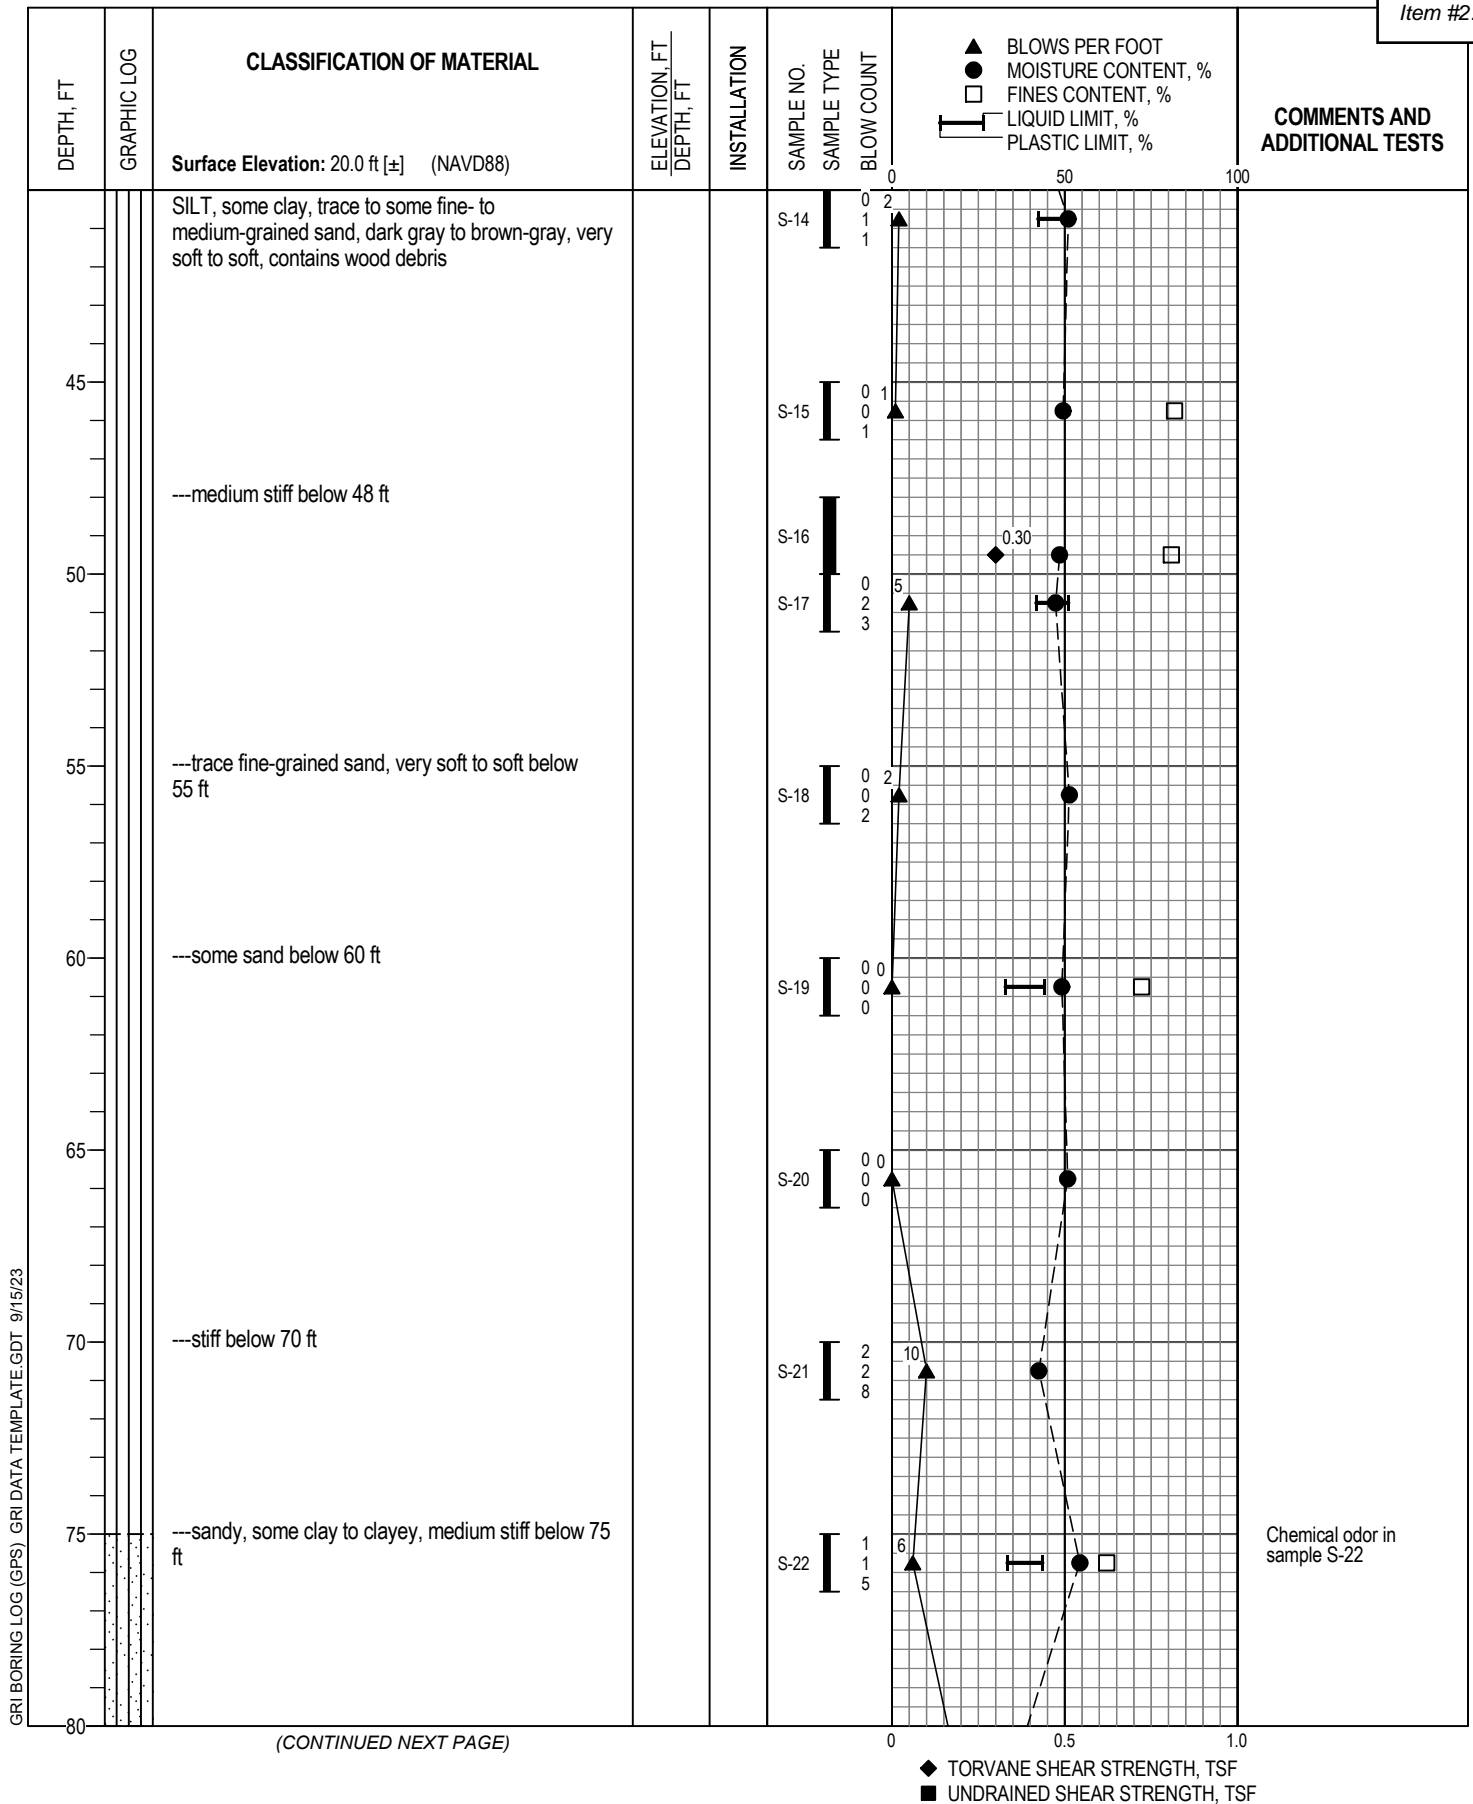 Item #2
DEPTH, FT
GRAPHIC LOG
CLASSIFICATION OF MATERIAL
Surface Elevation: 20.0 ft [±] (NAVD88)
ELEVATION, FT
DEPTH, FT
INSTALLATION
SAMPLE NO.
SAMPLE TYPE
BLOW COUNT
BLOWS PER FOOT
MOISTURE CONTENT, %
FINES CONTENT, %
LIQUID LIMIT, %
PLASTIC LIMIT, %
0 50 100
COMMENTS AND
ADDITIONAL TESTS
SILT, some clay, trace to some fine- to
medium-grained sand, dark gray to brown-gray, very
soft to soft, contains wood debris
S-14
0 2
1
1
45
S-15
0 1
0
1
---medium stiff below 48 ft
S-16
0.30
50
S-17
0 5
2
3
55
---trace fine-grained sand, very soft to soft below
55 ft
S-18
0 2
0
2
60
---some sand below 60 ft
S-19
0 0
0
0
65
S-20
0 0
0
0
70
---stiff below 70 ft
S-21
2 10
2
8
75
---sandy, some clay to clayey, medium stiff below 75
ft
S-22
1 6
1
5
Chemical odor in
sample S-22
80
(CONTINUED NEXT PAGE)
0 0.5 1.0
TORVANE SHEAR STRENGTH, TSF
UNDRAINED SHEAR STRENGTH, TSF
GRI BORING LOG (GPS) GRI DATA TEMPLATE.GDT 9/15/23